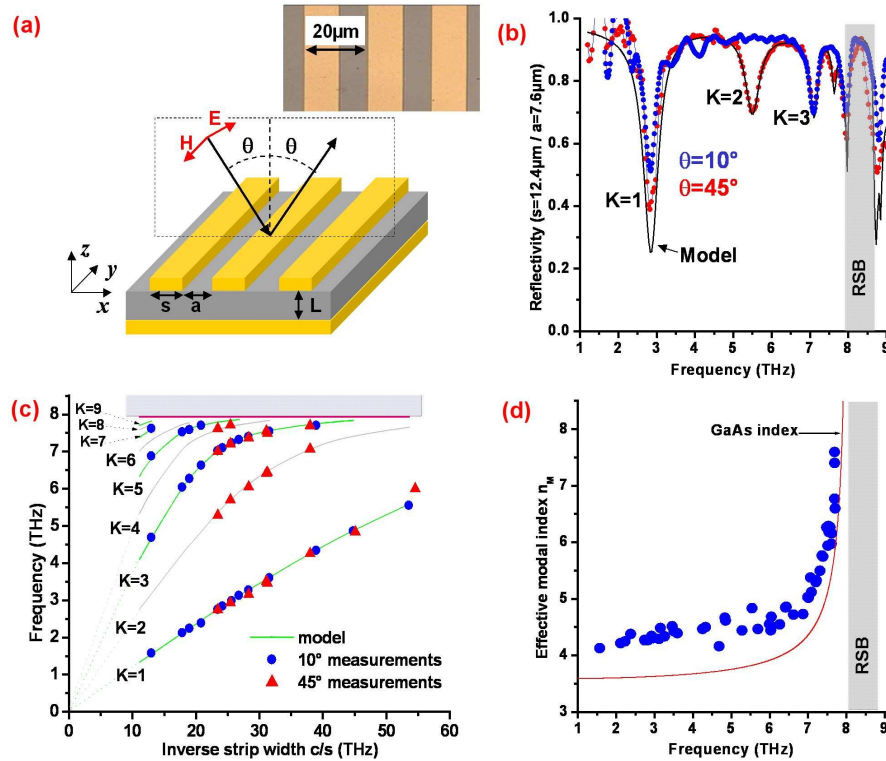 (a)
20μm
E
H
θ θ
z
y
x
s
a
L
(b)
Reflectivity (s=12.4μm / a=7.6μm)
1.0
0.8
0.6
0.4
0.2
0.0
K=1
K=2
K=3
θ=10°
θ=45°
Model
RSB
1 2 3 4 5 6 7 8 9
Frequency (THz)
(c)
Frequency (THz)
8
7
6
5
4
3
2
1
0
K=9
K=8
K=7
K=6
K=5
K=4
K=3
K=2
K=1
model
10° measurements
45° measurements
0 10 20 30 40 50 60
Inverse strip width c/s (THz)
(d)
Effective modal index nM
8
7
6
5
4
3
GaAs index
RSB
1 2 3 4 5 6 7 8 9
Frequency (THz)